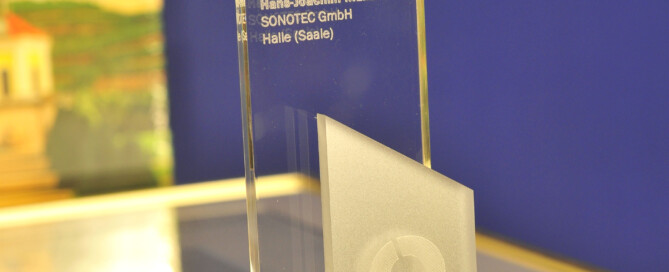 Hans-Joachim
SONOTEC GmbH
Halle (Saale)